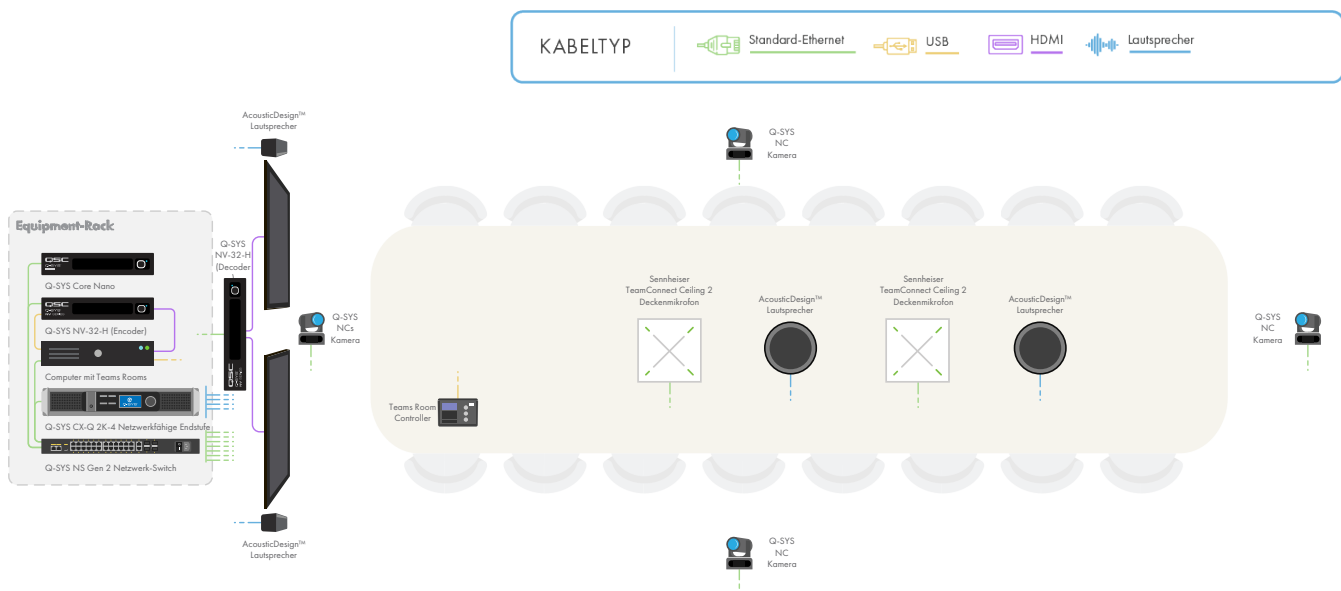 KABELTYP
Standard-Ethernet
USB
HDMI
Lautsprecher
AcousticDesign™
Lautsprecher
Q-SYS
NC
Kamera
Equipment-Rack
QSC
Q-SYS Core Nano
QSC
Q-SYS NV-32-H (Encoder)
Computer mit Teams Rooms
Q-SYS CX-Q 2K-4 Netzwerkfähige Endstufe
Q-SYS NS Gen 2 Netzwerk-Switch
Q-SYS
NV-32-H
(Decoder
QSC
Q-SYS
NCs
Kamera
Teams Room
Controller
Sennheiser
TeamConnect Ceiling 2
Deckenmikrofon
AcousticDesign™
Lautsprecher
Sennheiser
TeamConnect Ceiling 2
Deckenmikrofon
AcousticDesign™
Lautsprecher
Q-SYS
NC
Kamera
AcousticDesign™
Lautsprecher
Q-SYS
NC
Kamera